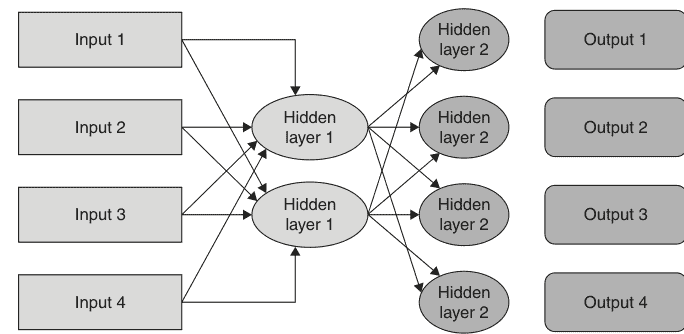 Input 1
Input 2
Input 3
Input 4
Hidden
layer 1
Hidden
layer 1
Hidden
layer 2
Hidden
layer 2
Hidden
layer 2
Hidden
layer 2
Output 1
Output 2
Output 3
Output 4